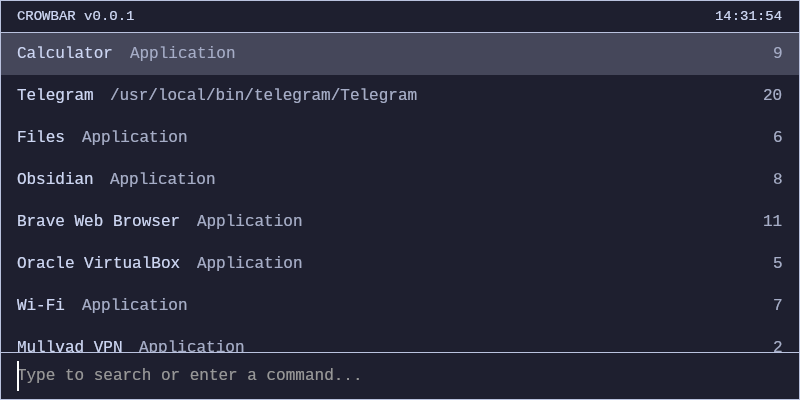 CROWBAR v0.0.1 14:31:54
Calculator Application 9
Telegram /usr/local/bin/telegram/Telegram 20
Files Application 6
Obsidian Application 8
Brave Web Browser Application 11
Oracle VirtualBox Application 5
Wi-Fi Application 7
Mullvad VPN Application 2
Type to search or enter a command...